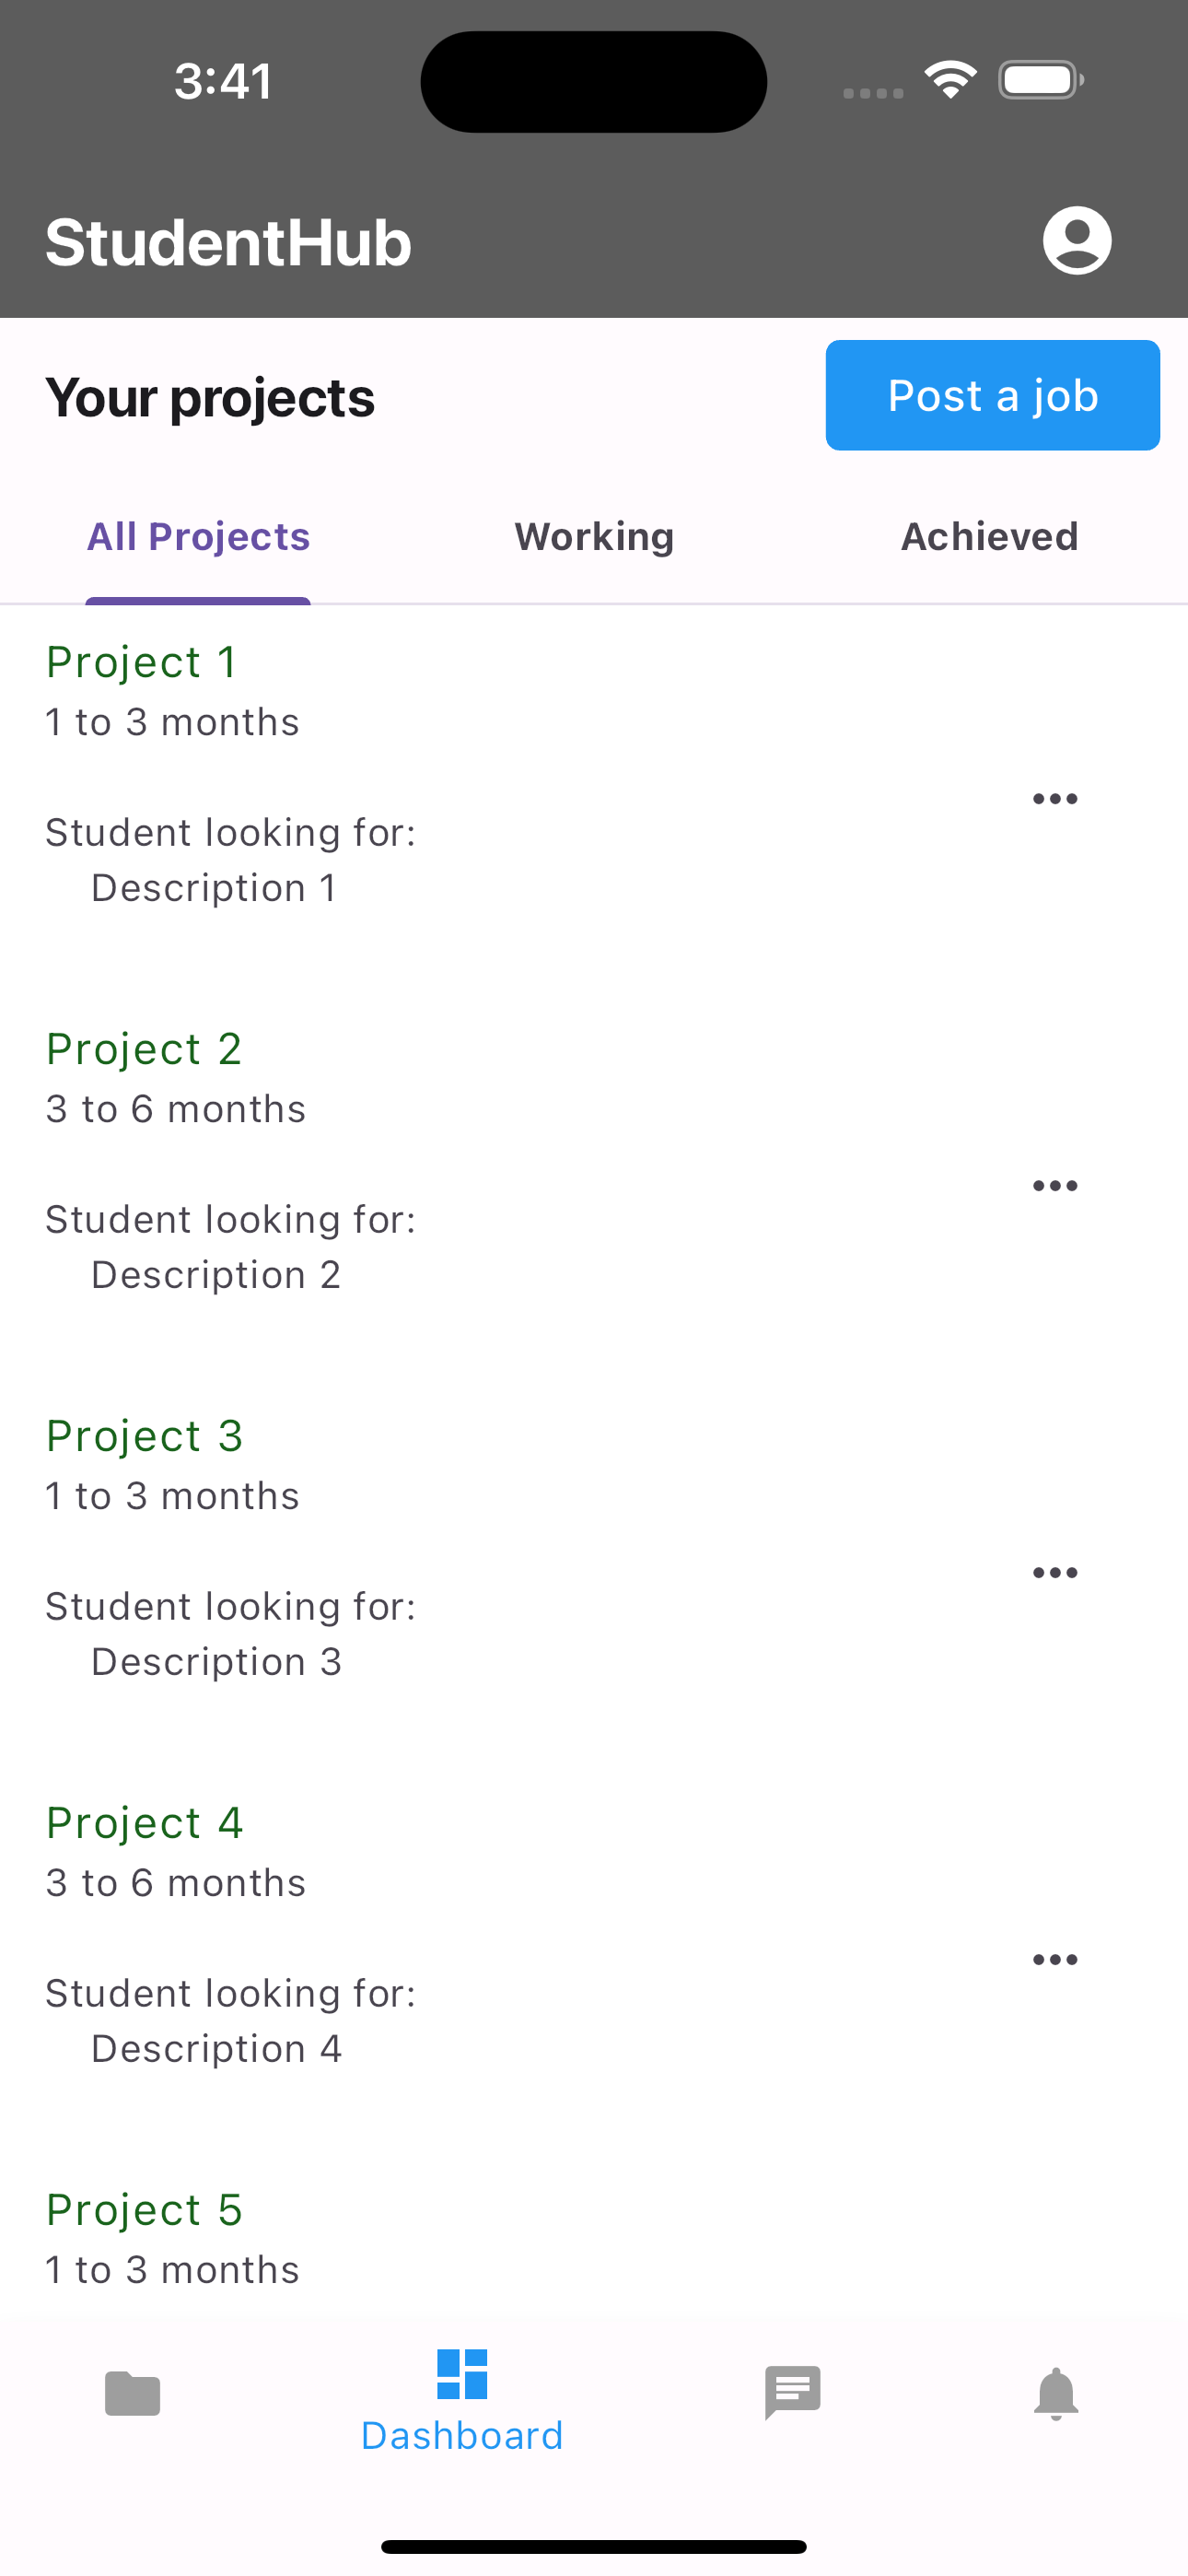 3:41
StudentHub
Your projects
Post a job
All Projects
Working
Achieved
Project 1
1 to 3 months
Student looking for:
Description 1
Project 2
3 to 6 months
Student looking for:
Description 2
Project 3
1 to 3 months
Student looking for:
Description 3
Project 4
3 to 6 months
Student looking for:
Description 4
Project 5
1 to 3 months
Dashboard